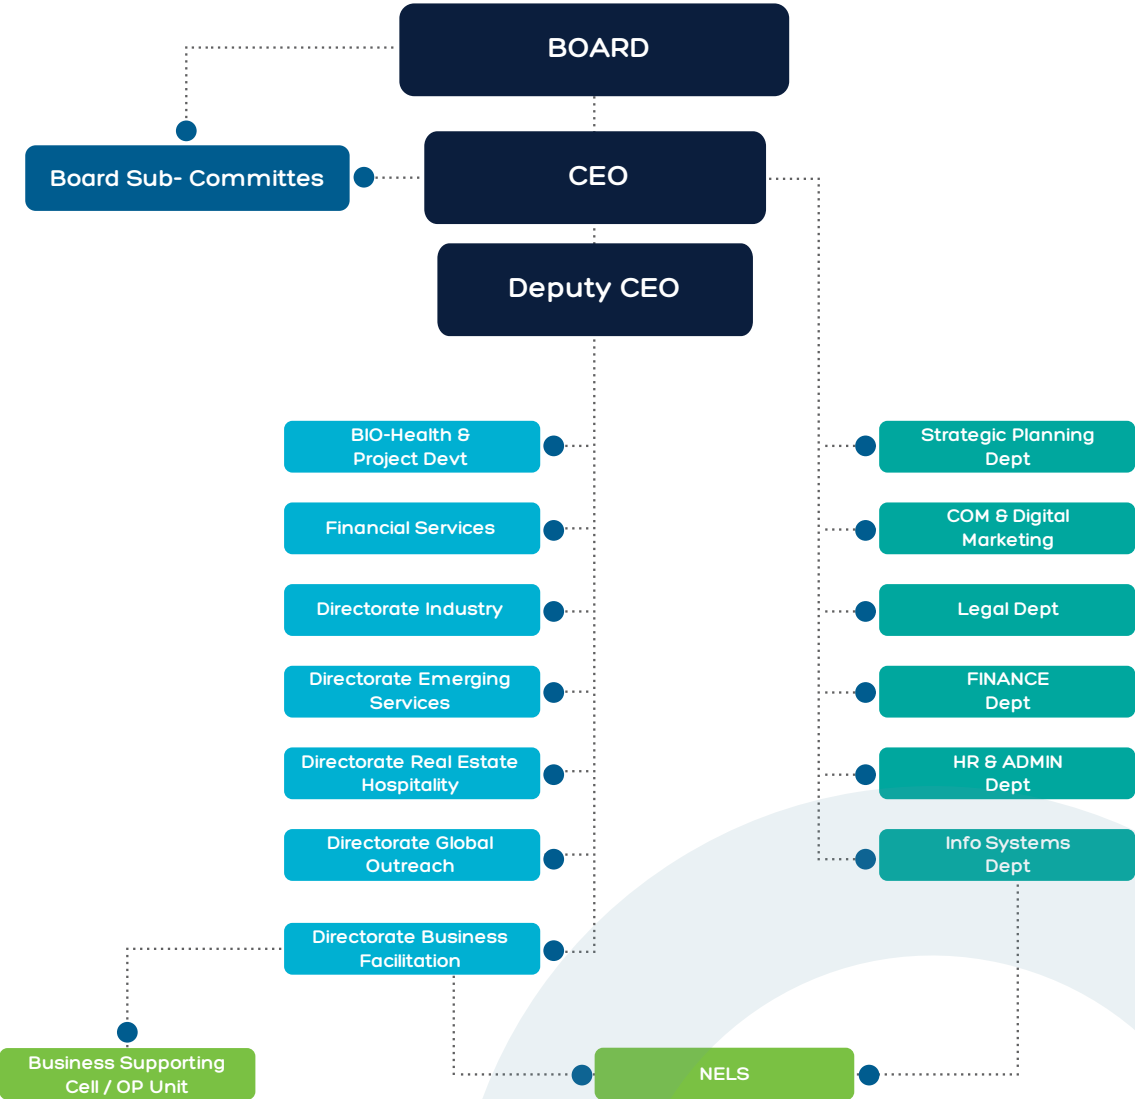 BOARD
Board Sub- Committes
CEO
Deputy CEO
BIO-Health &
Project Devt
Financial Services
Directorate Industry
Directorate Emerging
Services
Directorate Real Estate
Hospitality
Directorate Global
Outreach
Directorate Business
Facilitation
Strategic Planning
Dept
COM & Digital
Marketing
Legal Dept
FINANCE
Dept
HR & ADMIN
Dept
Info Systems
Dept
Business Supporting
Cell / OP Unit
NELS